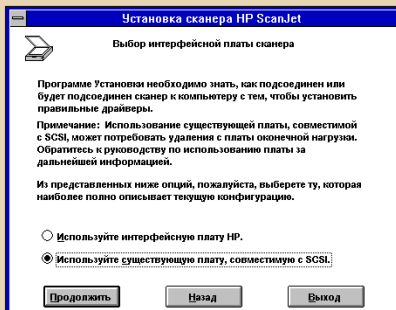 Установка сканера HP ScanJet
Выбор интерфейсной платы сканера
Программе Установки необходимо знать, как подсоединен или
будет подсоединен сканер к компьютеру с тем, чтобы установить
правильные драйверы.
Примечание: Использование существующей платы, совместимой
с SCSI, может потребовать удаления с платы оконечной нагрузки.
Обратитесь к руководству по использованию платы за
дальнейшей информацией.
Из представленных ниже опций, пожалуйста, выберете ту, которая
наиболее полно описывает текущую конфигурацию.
Используйте интерфейсную плату HP.
Используйте существующую плату, совместимую с SCSI.
Продолжить Назад Выход